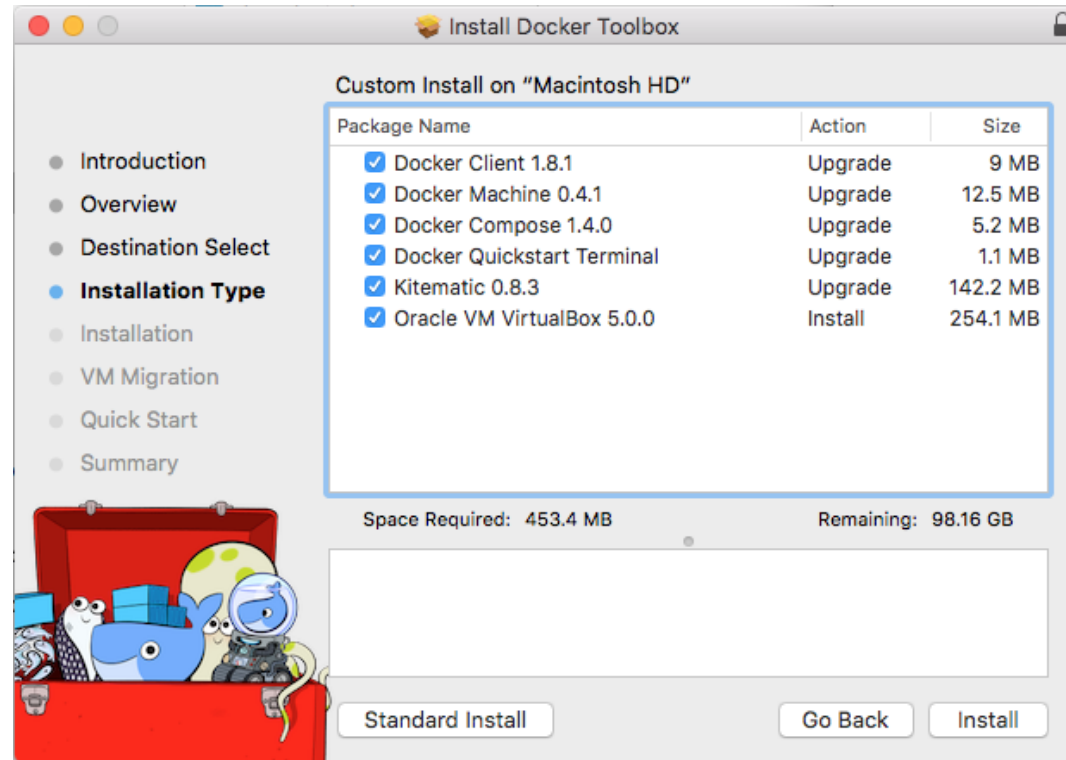 Install Docker Toolbox
Custom Install on “Macintosh HD”
Package Name Action Size
Docker Client 1.8.1 Upgrade 9 MB
Docker Machine 0.4.1 Upgrade 12.5 MB
Docker Compose 1.4.0 Upgrade 5.2 MB
Docker Quickstart Terminal Upgrade 1.1 MB
Kitematic 0.8.3 Upgrade 142.2 MB
Oracle VM VirtualBox 5.0.0 Install 254.1 MB
Introduction
Overview
Destination Select
Installation Type
Installation
VM Migration
Quick Start
Summary
Space Required: 453.4 MB Remaining: 98.16 GB
Standard Install Go Back Install